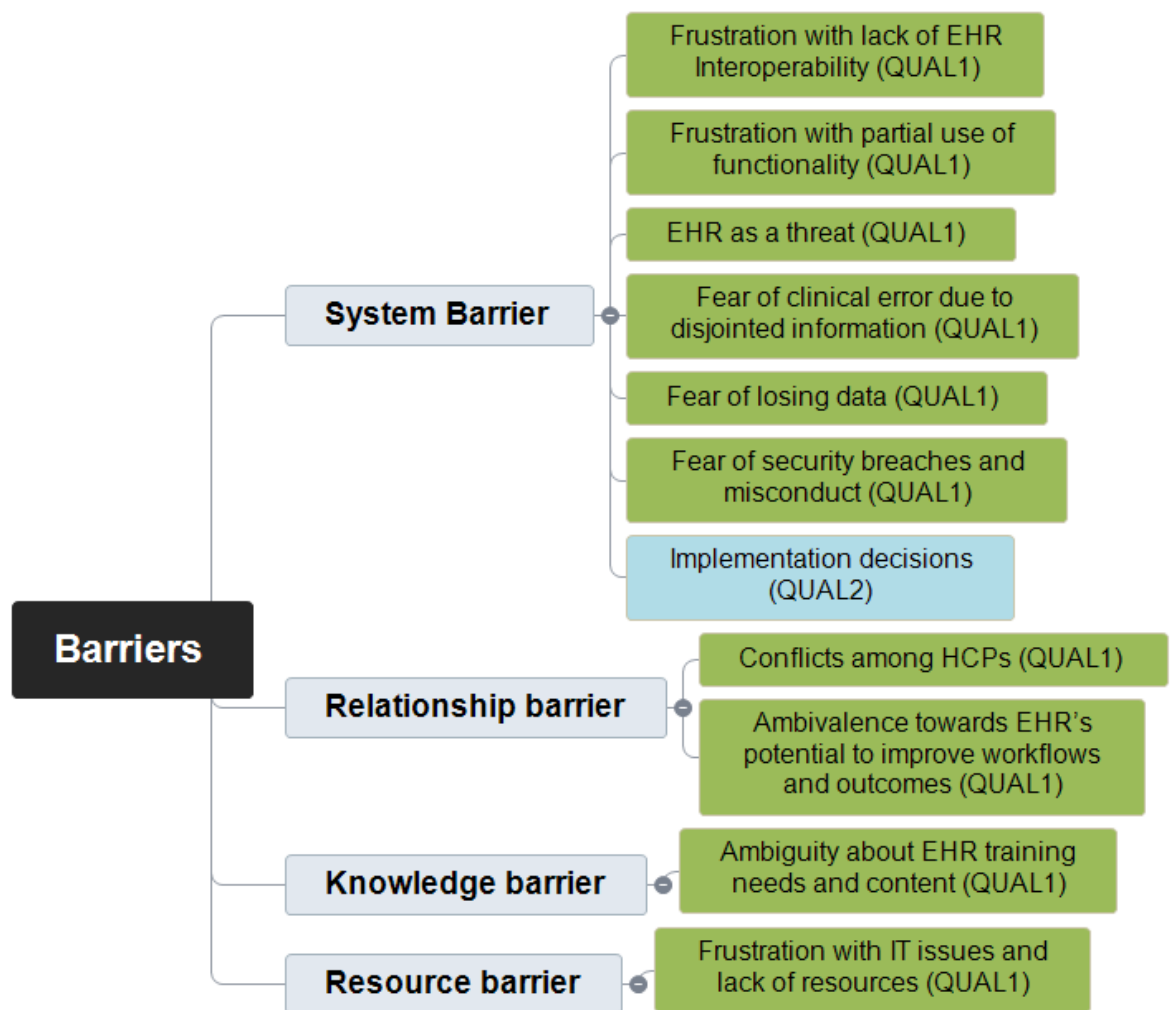 Frustration with lack of EHR
Interoperability (QUAL1)
Frustration with partial use of
functionality (QUAL1)
EHR as a threat (QUAL1)
System Barrier
Fear of clinical error due to
disjointed information (QUAL1)
Fear of losing data (QUAL1)
Fear of security breaches and
misconduct (QUAL1)
Implementation decisions
(QUAL2)
Barriers
Relationship barrier
Conflicts among HCPs (QUAL1)
Ambivalence towards EHR’s
potential to improve workflows
and outcomes (QUAL1)
Knowledge barrier
Ambiguity about EHR training
needs and content (QUAL1)
Resource barrier
Frustration with IT issues and
lack of resources (QUAL1)